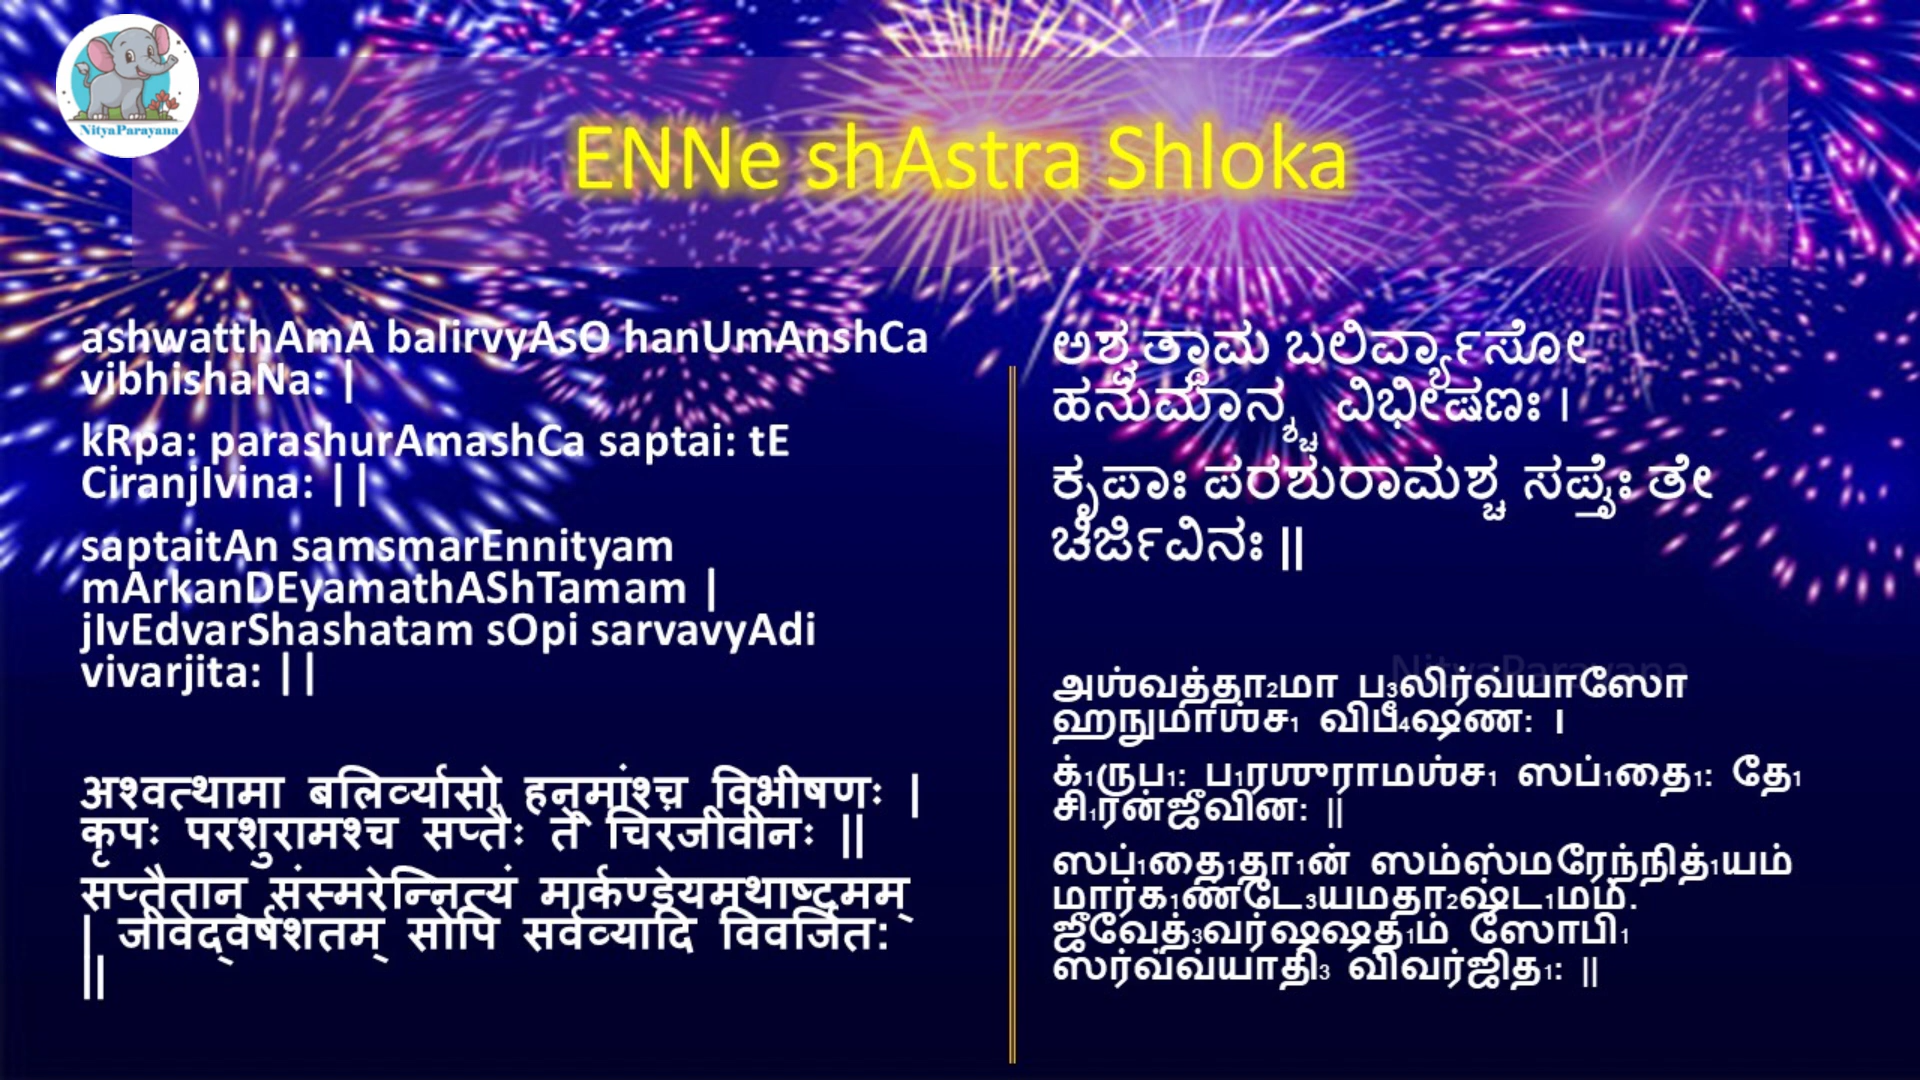 NityaParayana
ENNe shAstra Shloka
ashwatthAmA balirvyAsO hanUmAnshCa
vibhishaNa: |
kRpa: parashurAmashCa saptai: tE
CiranjIvina: ||
saptaitAn samsmarEnnityam
mArkanDEyamathAShTamam |
jIvEdvarShashatam sOpi sarvavyAdi
vivarjita: ||
अश्वत्थामा बलिर्व्यासो हनुमांश्च विभीषणः |
कृपः परशुरामश्च सप्तैः ते चिरजीवीनः ||
सप्तैतान् संस्मरेन्नित्यं मार्कण्डेयमथाष्टमम्
| जीवेद्वर्षशतम् सोपि सर्वव्यादि विवर्जितः
||
ಅಶ್ವತ್ಥಾಮ ಬಲಿರ್ವ್ಯಾಸೋ
ಹನುಮಾನ್ಶ್ಚ ವಿಭೀಷಣಃ ।
ಕೃಪಾಃ ಪರಶುರಾಮಶ್ಚ ಸಪ್ತೈಃ ತೇ
ಚಿರ್ಜಿವಿನಃ ||
NityaParayana
அஶ்வத்தா₂மா ப₃லிர்வ்யாஸோ
ஹநுமாஶ்ச₁ விபீ₄ஷண: ।
க்₁ருப₁: ப₁ரஶுராமஶ்ச₁ ஸப்₁தை₁: தே₁
சி₁ரன்ஜீவின: ||
ஸப்₁தை₁தா₁ன் ஸம்ஸ்மரேந்நித்₁யம்
மார்க₁ண்டே₃யமதா₂ஷ்ட₁மம்.
ஜீவேத்₃வர்ஷஷத₁ம் ஸோபி₁
ஸர்வ்வ்யாதி₃ விவர்ஜித₁: ||